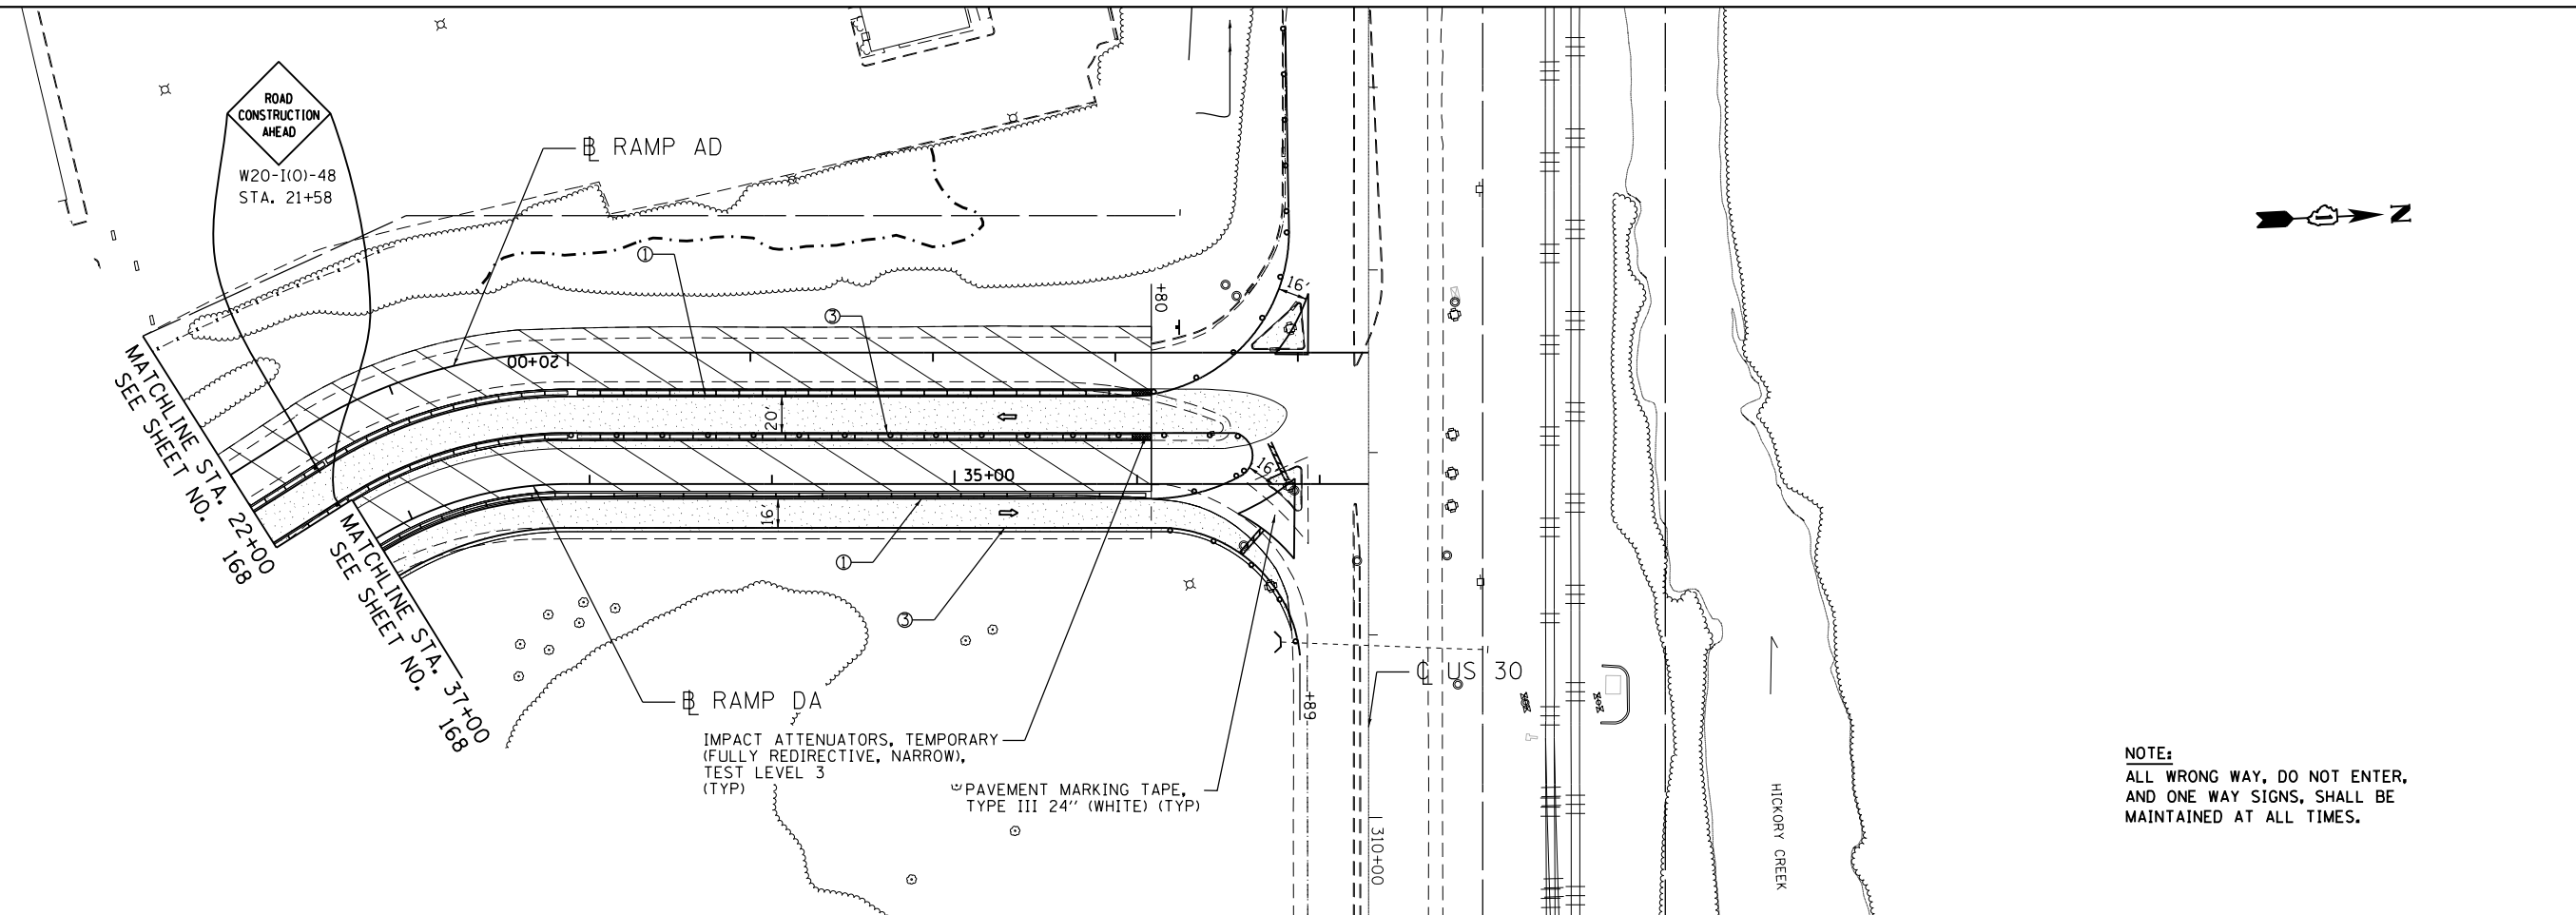 ROAD
CONSTRUCTION
AHEAD
W20-I(O)-48
STA. 21+58
B RAMP AD
1
3
+80
16'
20+00
20'
35+00
16'
16'
1
3
MATCHLINE STA. 22+00
SEE SHEET NO. 168
MATCHLINE STA. 37+00
SEE SHEET NO. 168
B RAMP DA
IMPACT ATTENUATORS, TEMPORARY
(FULLY REDIRECTIVE, NARROW),
TEST LEVEL 3
(TYP)
PAVEMENT MARKING TAPE,
TYPE III 24'' (WHITE) (TYP)
+89
℄ US 30
310+00
HICKORY CREEK
N
NOTE:
ALL WRONG WAY, DO NOT ENTER,
AND ONE WAY SIGNS, SHALL BE
MAINTAINED AT ALL TIMES.